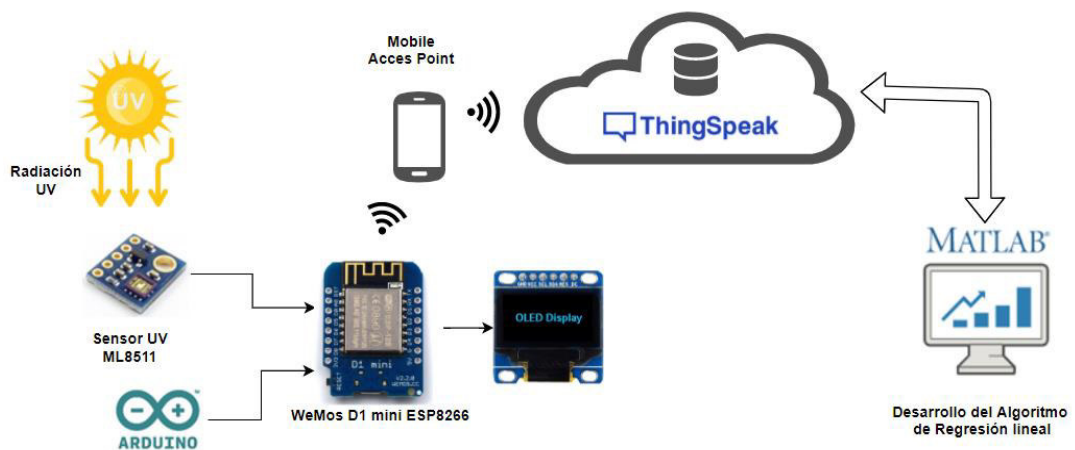 Mobile
Acces Point
UV
Radiación
UV
ThingSpeak
MATLAB®
Sensor UV
ML8511
D1 mini
RESET
OLED Display
WeMos D1 mini ESP8266
ARDUINO
Desarrollo del Algoritmo
de Regresión lineal